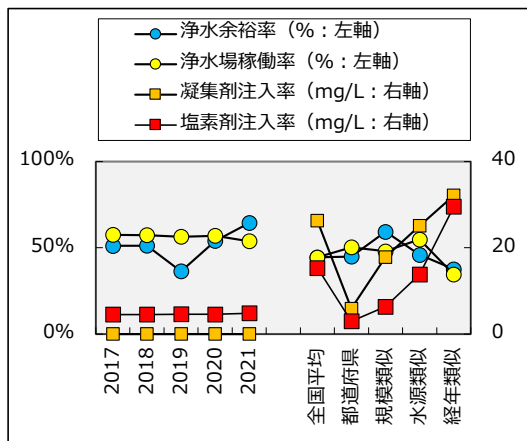 浄水余裕率（%：左軸）
浄水場稼働率（%：左軸）
凝集剤注入率（mg/L：右軸）
塩素剤注入率（mg/L：右軸）
100%
40
50%
20
0%
0
2017
2018
2019
2020
2021
全国平均
都道府県
規模類似
水源類似
経年類似